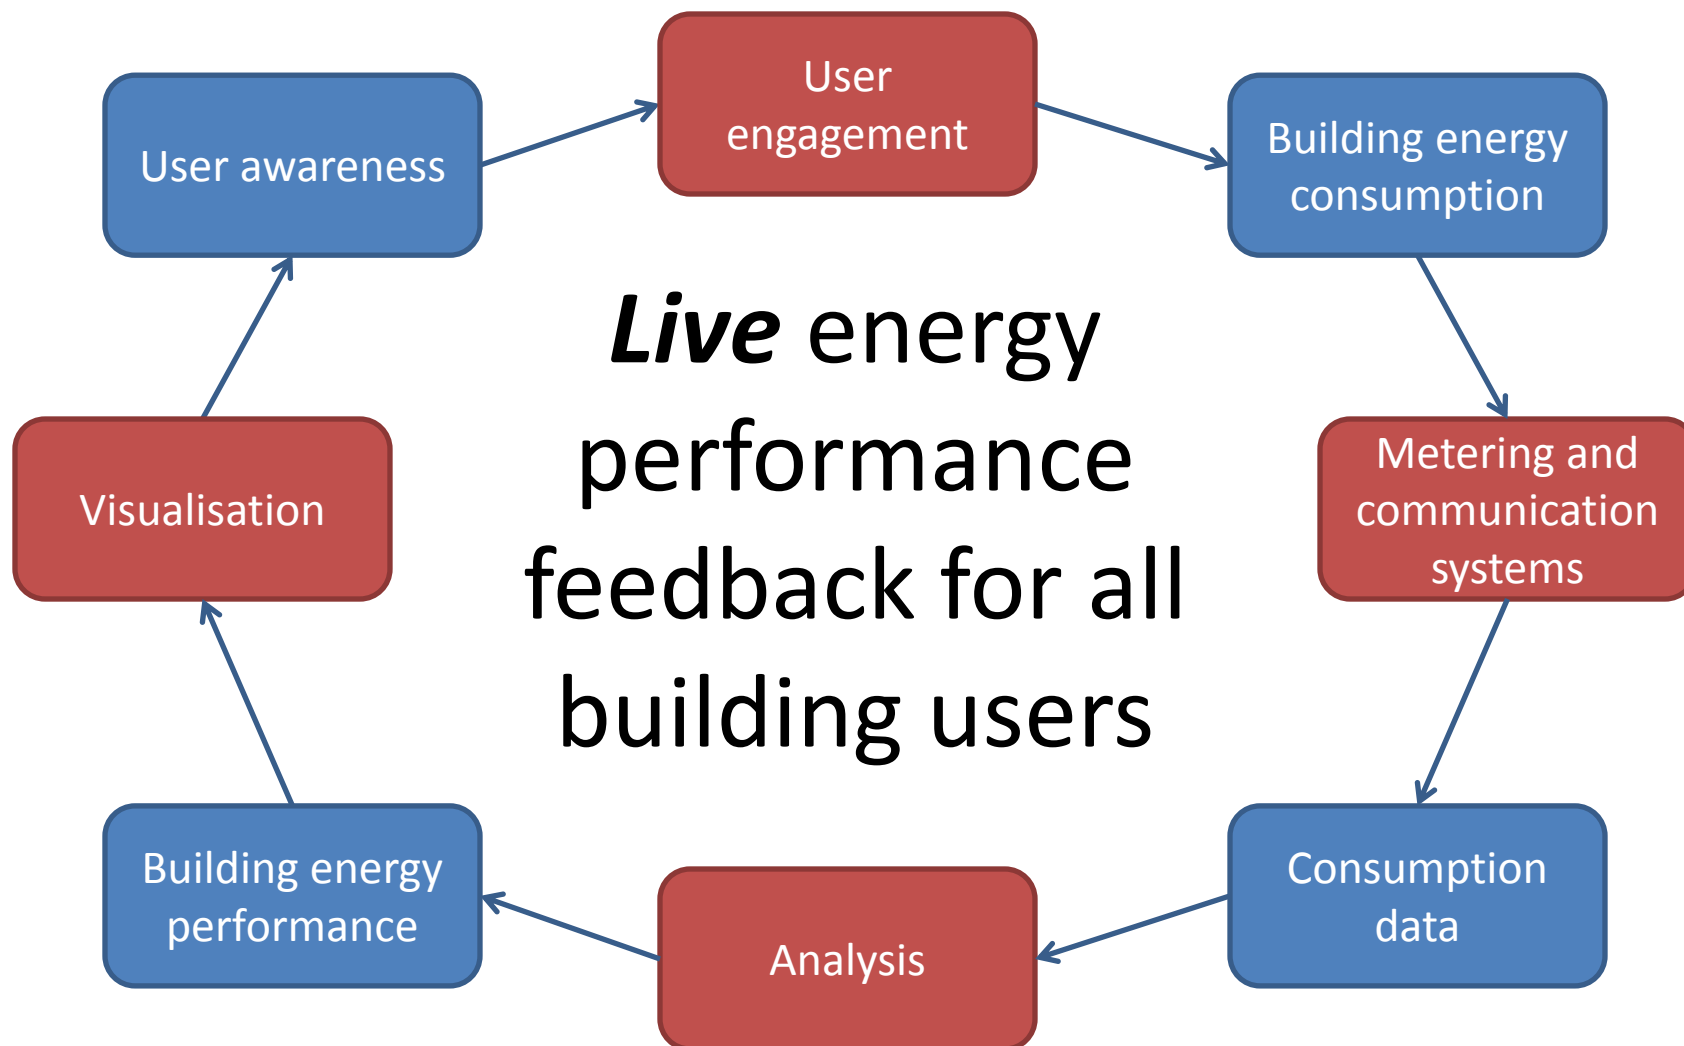 User
engagement
Building energy
consumption
Metering and
communication
systems
Consumption
data
Analysis
Building energy
performance
Visualisation
User awareness
Live energy
performance
feedback for all
building users